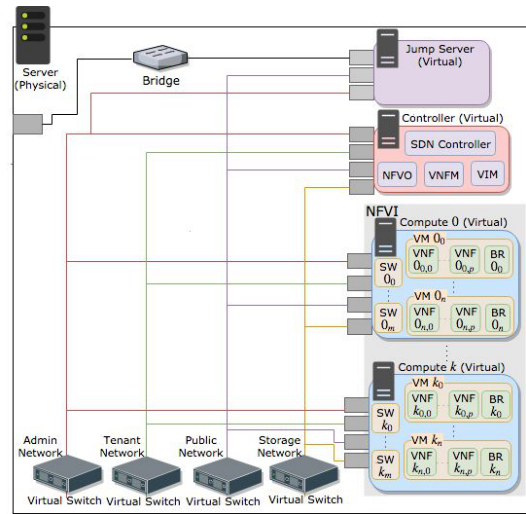 Server
(Physical)
Bridge
Jump Server
(Virtual)
Controller (Virtual)
SDN Controller
NFVO
VNFM
VIM
NFVI
Compute 0 (Virtual)
VM 0₀
SW
0₀
VNF
0₀,₀
VNF
0₀,ₚ
BR
0₀
VM 0ₙ
SW
0ₘ
VNF
0ₙ,₀
VNF
0ₙ,ₚ
BR
0ₙ
Compute k (Virtual)
VM k₀
SW
k₀
VNF
k₀,₀
VNF
k₀,ₚ
BR
k₀
VM kₙ
SW
kₘ
VNF
kₙ,₀
VNF
kₙ,ₚ
BR
kₙ
Admin
Network
Tenant
Network
Public
Network
Storage
Network
Virtual Switch
Virtual Switch
Virtual Switch
Virtual Switch